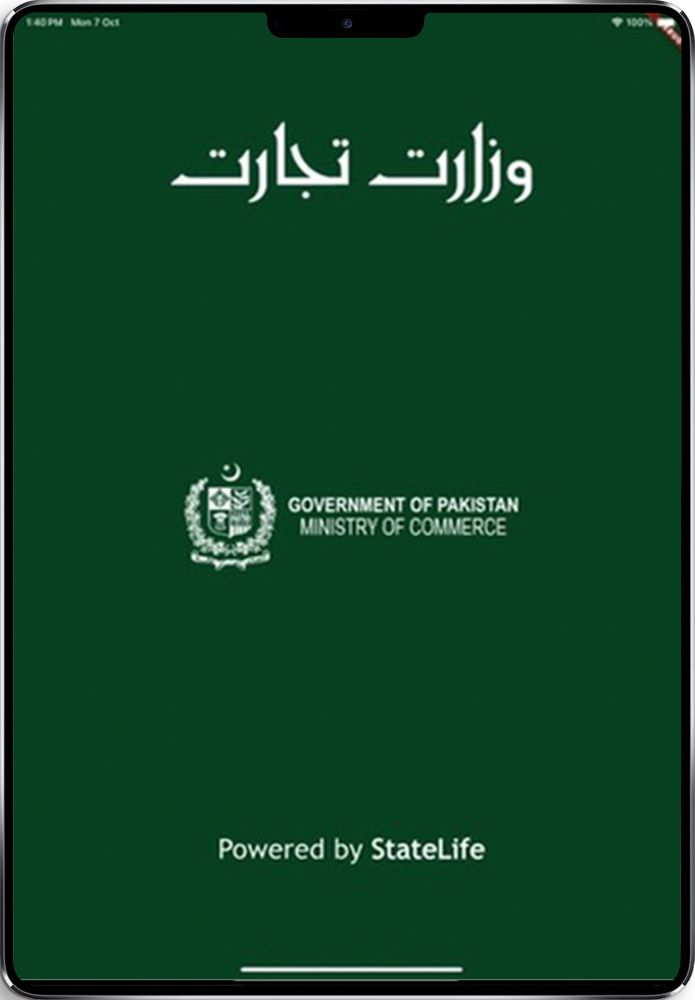 1:40 PM Mon 7 Oct 100%
وزارت تجارت
GOVERNMENT OF PAKISTAN
MINISTRY OF COMMERCE
Powered by StateLife